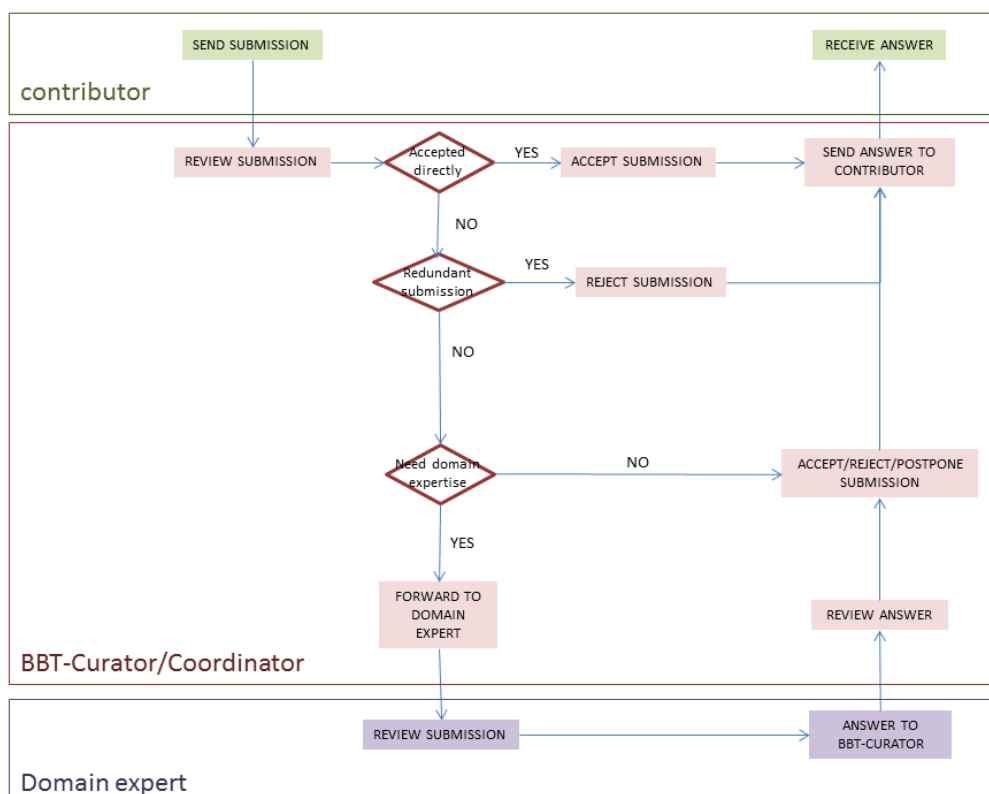 SEND SUBMISSION
RECEIVE ANSWER
contributor
REVIEW SUBMISSION
Accepted
directly
YES
ACCEPT SUBMISSION
SEND ANSWER TO
CONTRIBUTOR
NO
Redundant
submission
YES
REJECT SUBMISSION
NO
Need domain
expertise
NO
ACCEPT/REJECT/POSTPONE
SUBMISSION
YES
FORWARD TO
DOMAIN
EXPERT
REVIEW ANSWER
BBT-Curator/Coordinator
REVIEW SUBMISSION
ANSWER TO
BBT-CURATOR
Domain expert